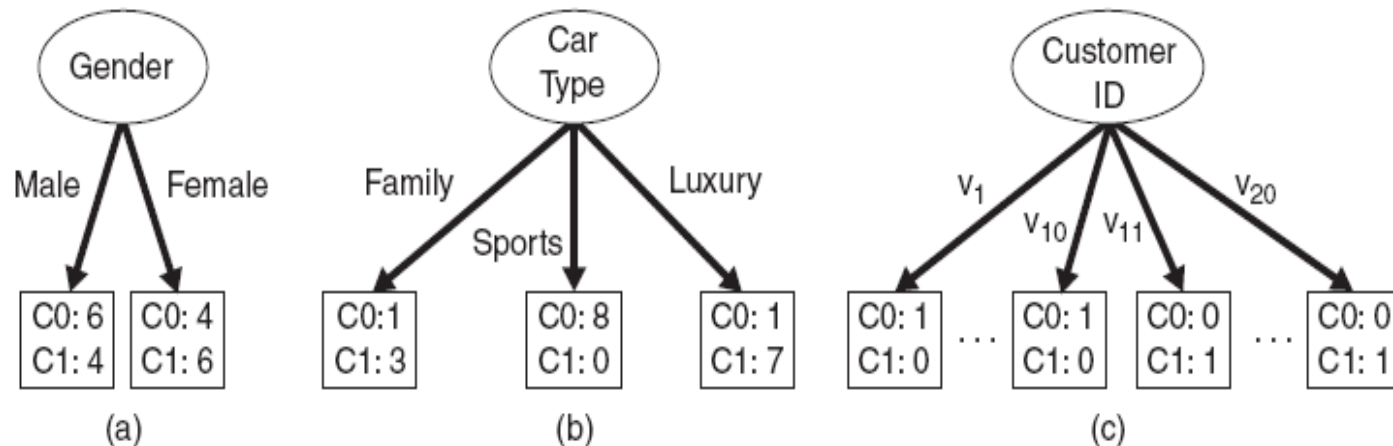 Gender
Male
Female
C0: 6
C1: 4
C0: 4
C1: 6
(a)
Car
Type
Family
Sports
Luxury
C0:1
C1: 3
C0: 8
C1: 0
C0: 1
C1: 7
(b)
Customer
ID
v1
v10
v11
v20
C0: 1
C1: 0
. . .
C0: 1
C1: 0
C0: 0
C1: 1
. . .
C0: 0
C1: 1
(c)